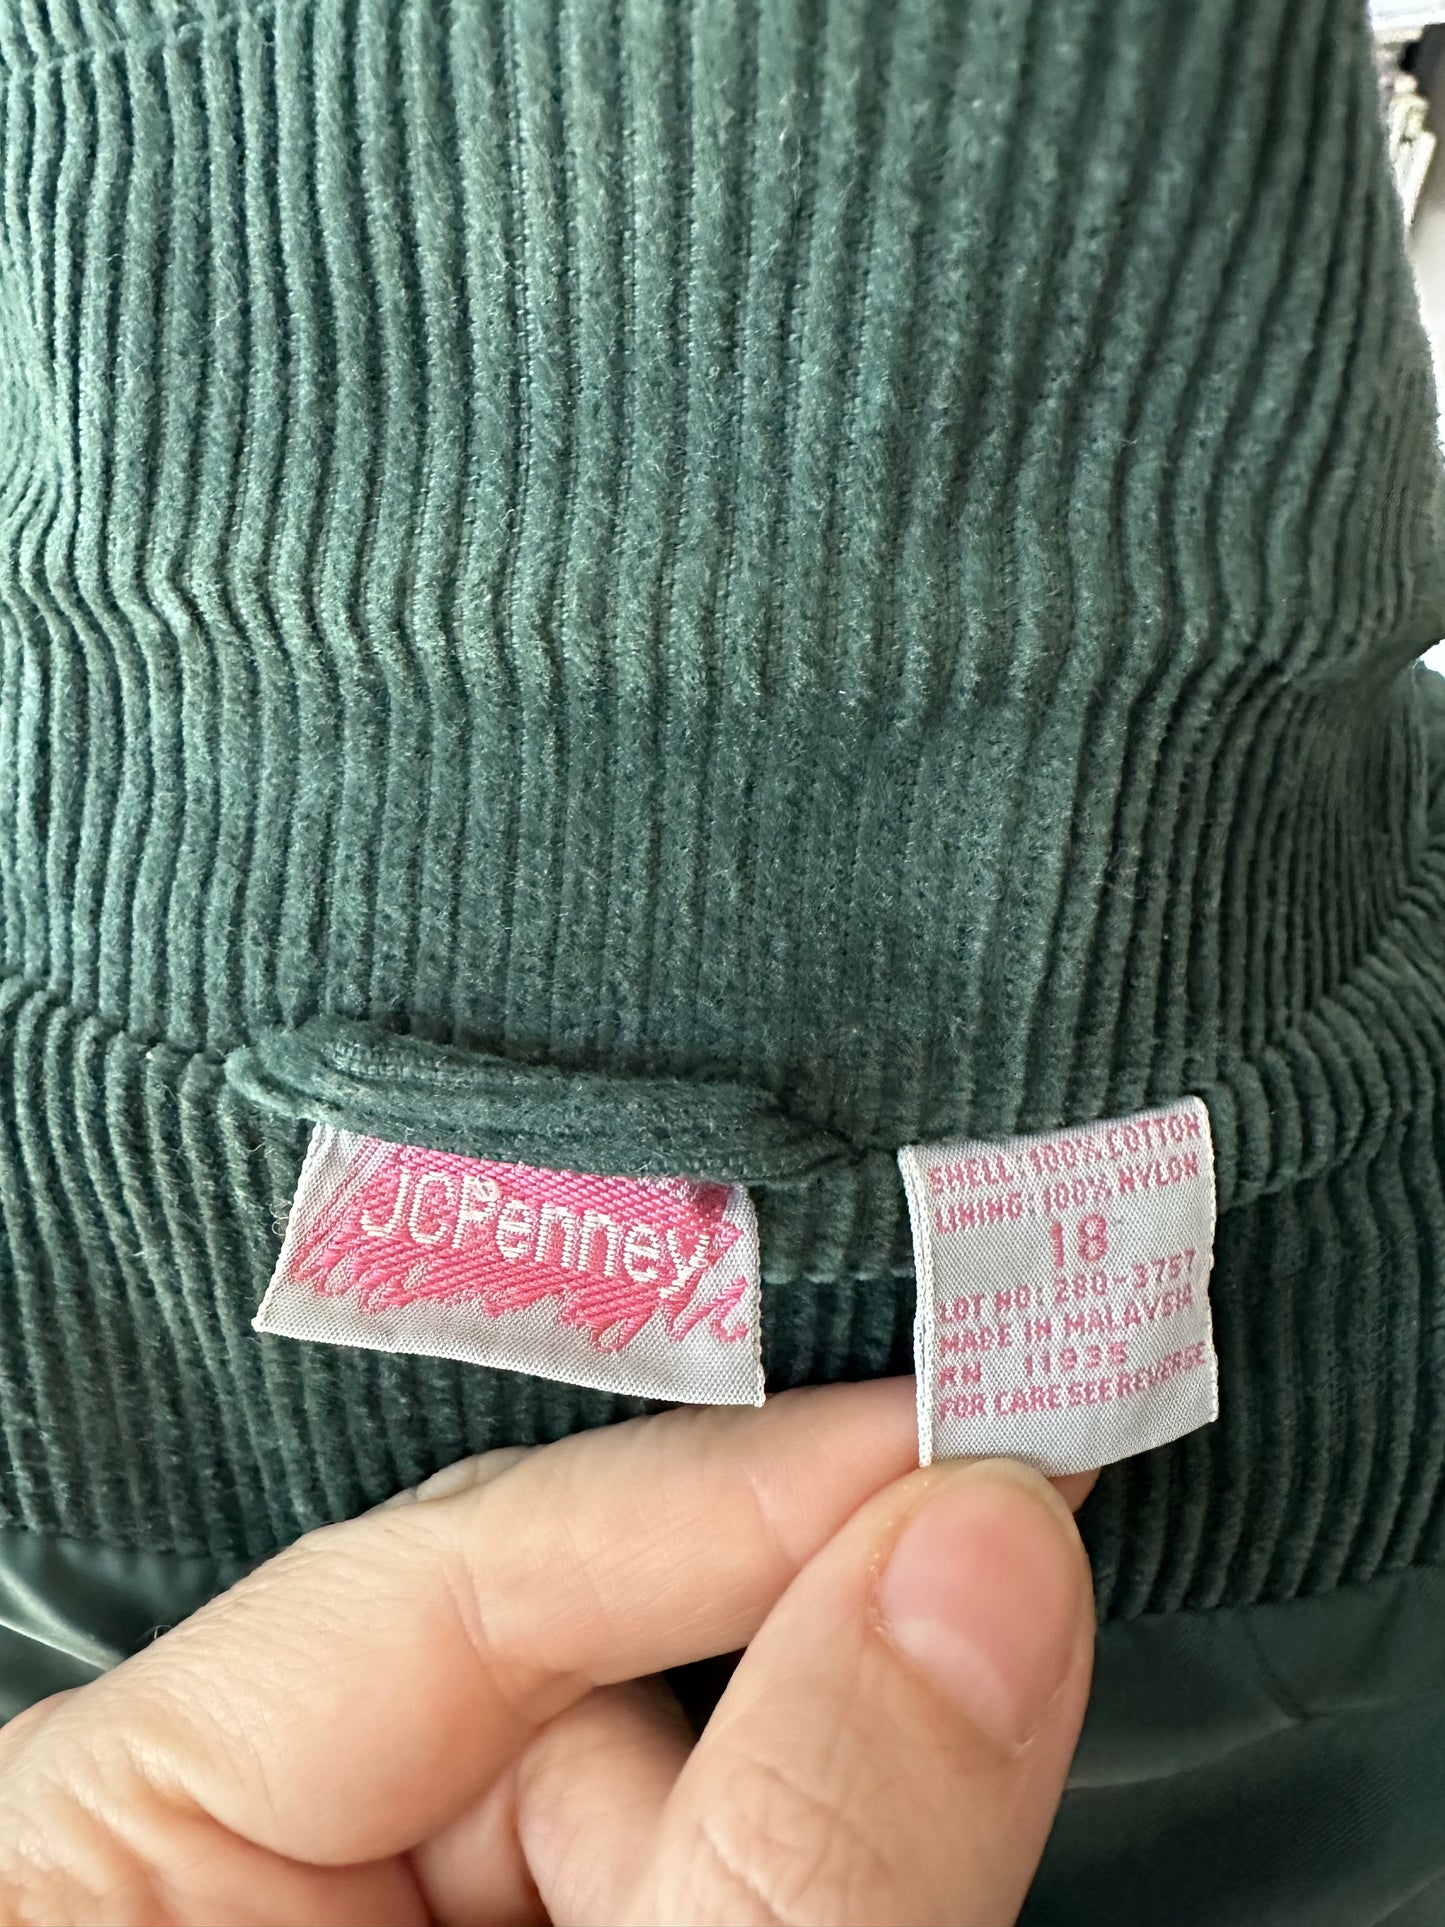 JCPenney
SHELL: 100% COTTON
LINING: 100% NYLON
18
LOT NO: 280-3757
MADE IN MALAYSIA
RN 11935
FOR CARE SEE REVERSE